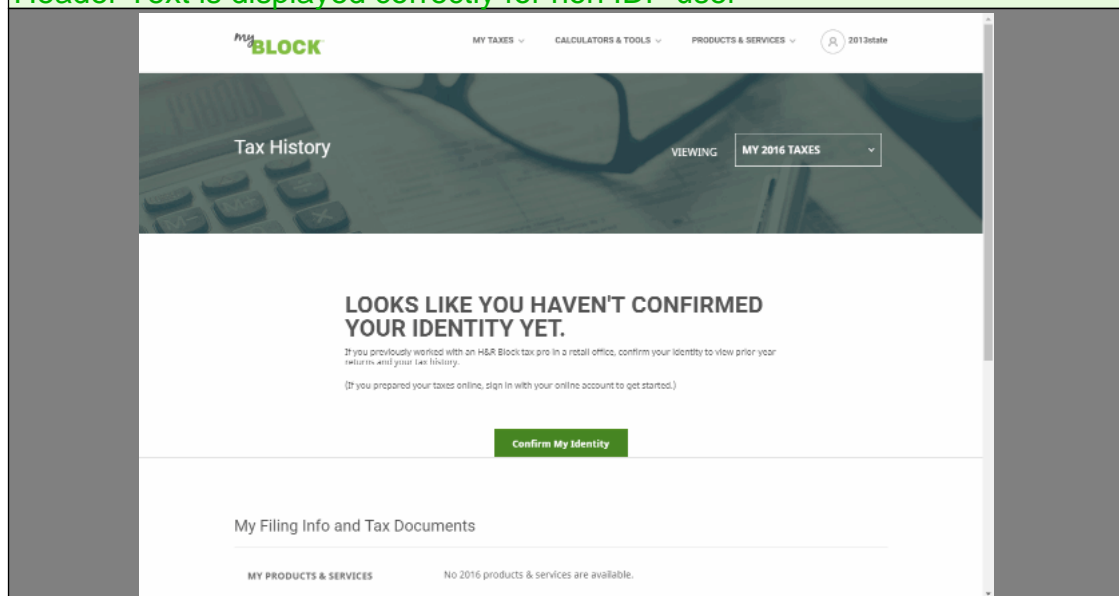 Header Text is displayed correctly for non IDP user
myBLOCK
MY TAXES CALCULATORS & TOOLS PRODUCTS & SERVICES 2013state
Tax History
VIEWING MY 2016 TAXES
LOOKS LIKE YOU HAVEN'T CONFIRMED
YOUR IDENTITY YET.
If you previously worked with an H&R Block tax pro in a retail office, confirm your identity to view prior year
returns and your tax history.
(If you prepared your taxes online, sign in with your online account to get started.)
Confirm My Identity
My Filing Info and Tax Documents
MY PRODUCTS & SERVICES No 2016 products & services are available.